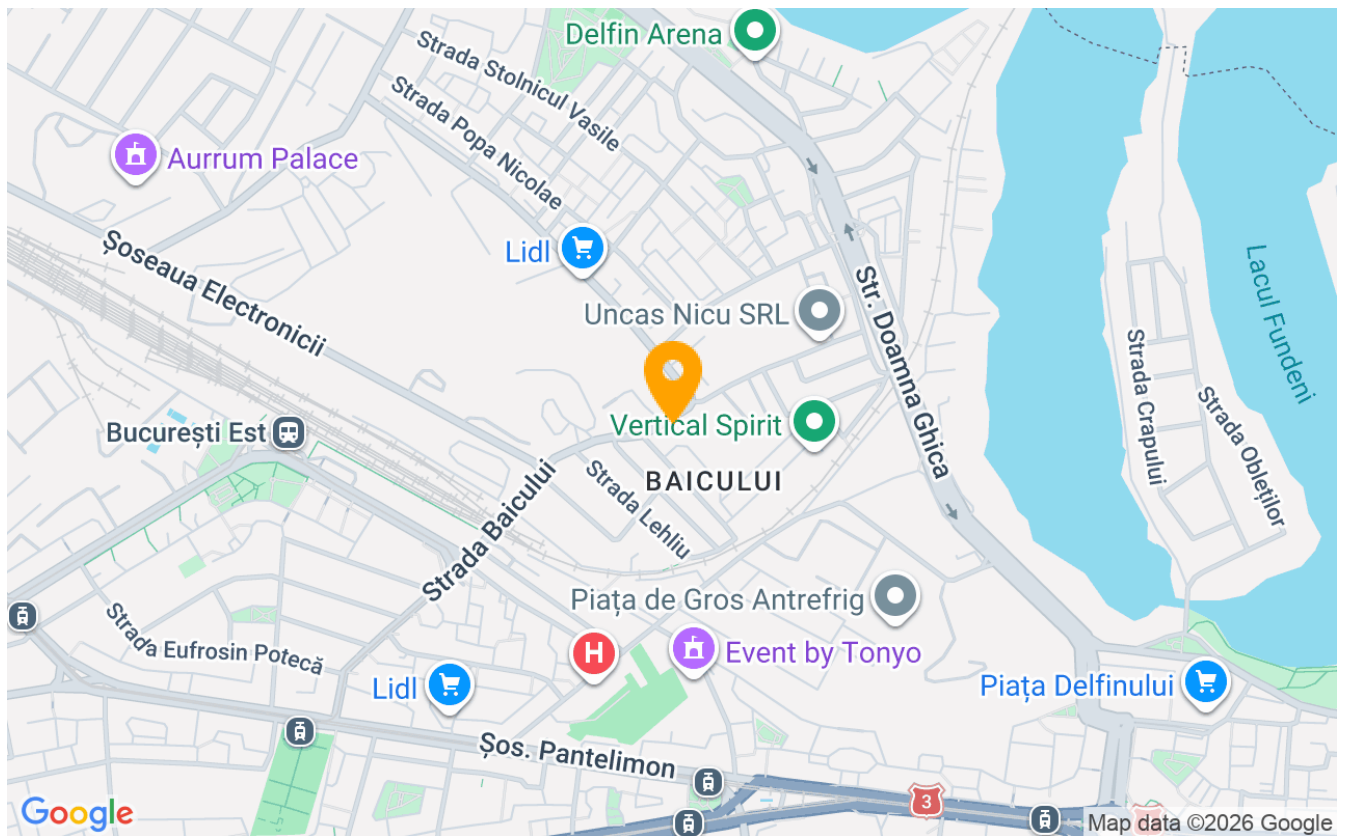 Delfin Arena
Strada Stolnicul Vasile
Strada Popa Nicolae
Aurrum Palace
Lidl
Șoseaua Electronicii
Uncas Nicu SRL
Str. Doamna Ghica
Lacul Fundeni
Strada Crapului
Strada Obleților
București Est
Vertical Spirit
BAICULUI
Strada Baicului
Strada Lehliu
Piața de Gros Antrefrig
Strada Eufrosin Potecă
H
Event by Tonyo
Lidl
Piața Delfinului
Șos. Pantelimon
3
Google
Map data ©2026 Google